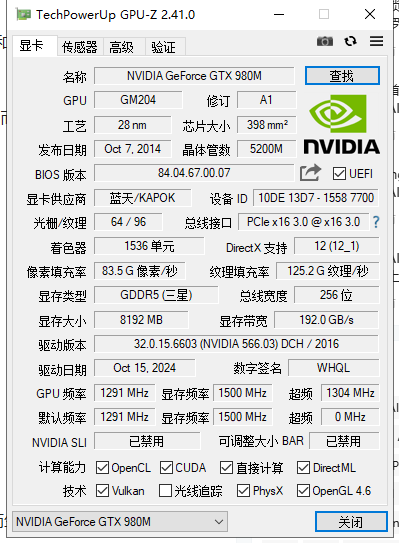 TechPowerUp GPU-Z 2.41.0
显卡 传感器 高级 验证
名称 NVIDIA GeForce GTX 980M 查找
GPU GM204 修订 A1
工艺 28 nm 芯片大小 398 mm²
发布日期 Oct 7, 2014 晶体管数 5200M
NVIDIA
BIOS 版本 84.04.67.00.07 UEFI
显卡供应商 蓝天/KAPOK 设备 ID 10DE 13D7 - 1558 7700
光栅/纹理 64 / 96 总线接口 PCIe x16 3.0 @ x16 3.0 ?
着色器 1536 单元 DirectX 支持 12 (12_1)
像素填充率 83.5 G 像素/秒 纹理填充率 125.2 G 纹理/秒
显存类型 GDDR5 (三星) 总线宽度 256 位
显存大小 8192 MB 显存带宽 192.0 GB/s
驱动版本 32.0.15.6603 (NVIDIA 566.03) DCH / 2016
驱动日期 Oct 15, 2024 数字签名 WHQL
GPU 频率 1291 MHz 显存频率 1500 MHz 超频 1304 MHz
默认频率 1291 MHz 显存频率 1500 MHz 超频 0 MHz
NVIDIA SLI 已禁用 可调整大小 BAR 已禁用
计算能力 OpenCL CUDA 直接计算 DirectML
技术 Vulkan 光线追踪 PhysX OpenGL 4.6
NVIDIA GeForce GTX 980M 关闭